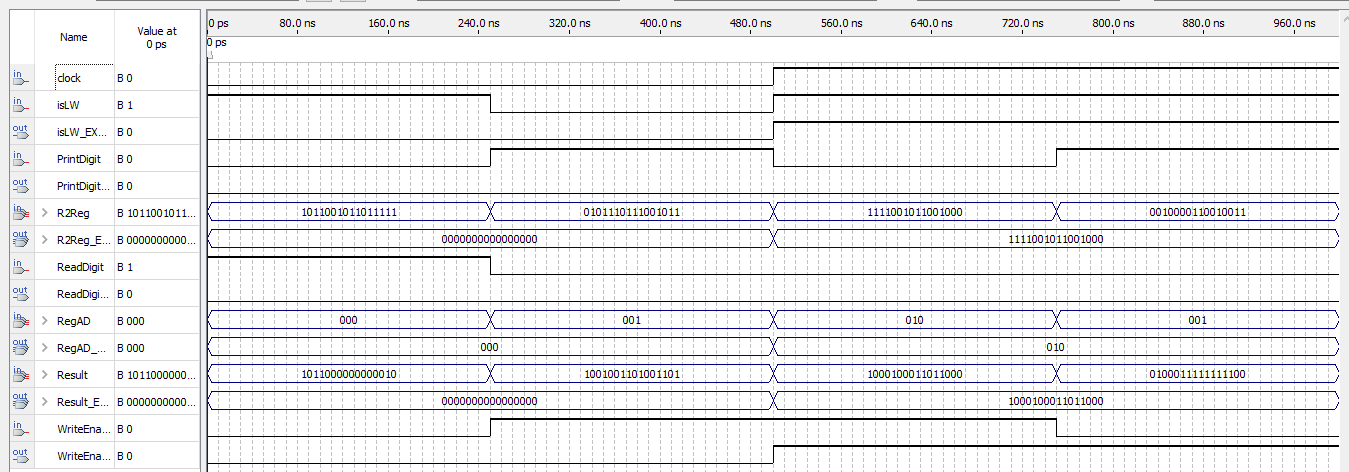 Name Value at 0 ps 0 ps 80.0 ns 160.0 ns 240.0 ns 320.0 ns 400.0 ns 480.0 ns 560.0 ns 640.0 ns 720.0 ns 800.0 ns 880.0 ns 960.0 ns
0 ps
in clock B 0
in isLW B 1
out isLW_EX... B 0
in PrintDigit B 0
out PrintDigit... B 0
in R2Reg B 1011001011... 1011001011011111 0101110111001011 1111001011001000 0010000110010011
out R2Reg_E... B 0000000000... 0000000000000000 1111001011001000
in ReadDigit B 1
out ReadDigi... B 0
in RegAD B 000 000 001 010 001
out RegAD_... B 000 000 010
in Result B 1011000000... 1011000000000010 1001001101001101 1000100011011000 0100011111111100
out Result_E... B 0000000000... 0000000000000000 1000100011011000
in WriteEna... B 0
out WriteEna... B 0